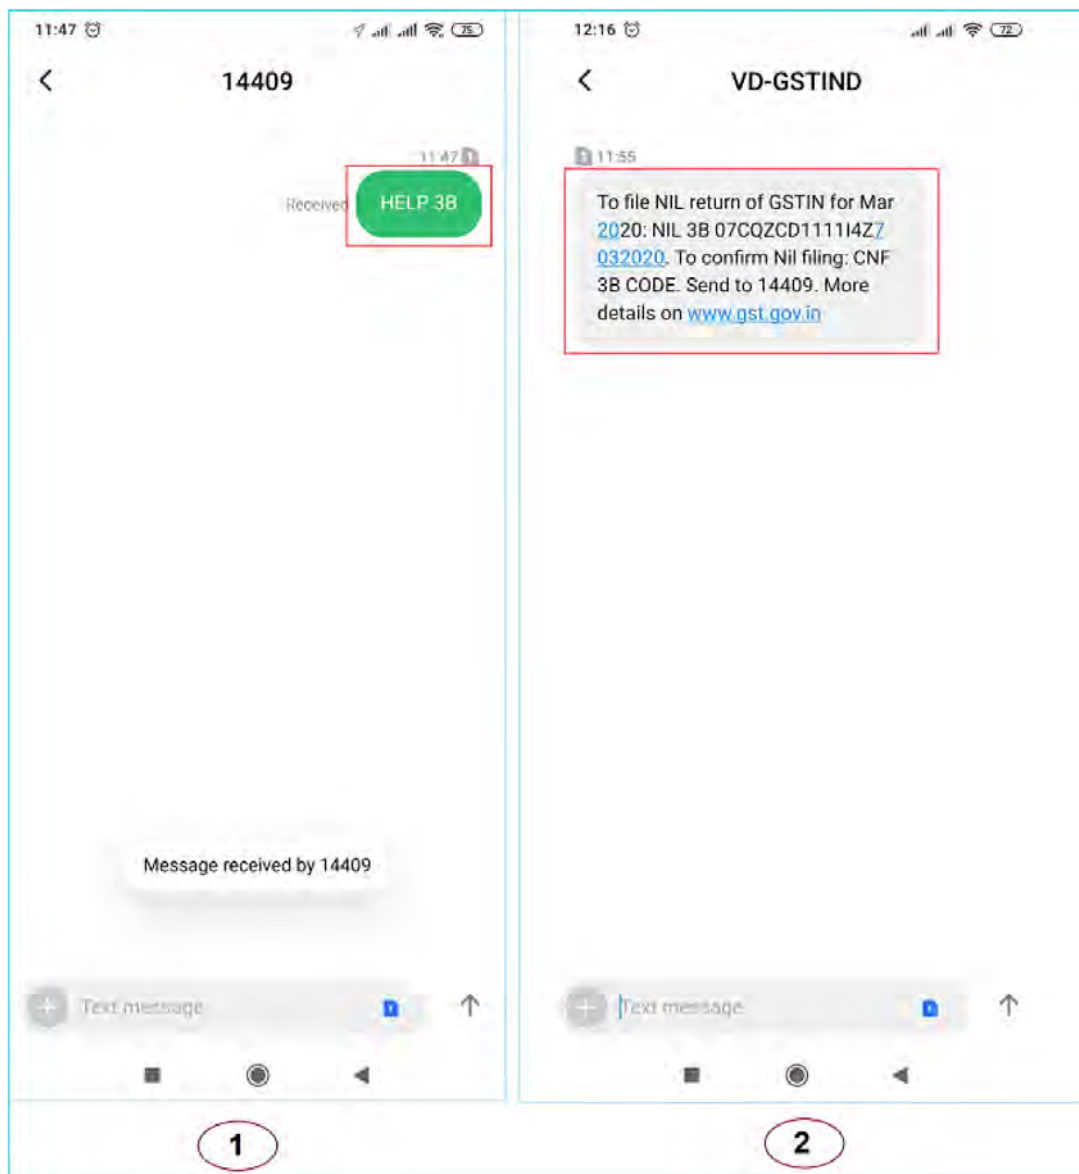 11:47
75
14409
11:47
Received
HELP 3B
Message received by 14409
Text message
1
12:16
72
VD-GSTIND
11:55
To file NIL return of GSTIN for Mar
2020: NIL 3B 07CQZCD1111I4Z7
032020. To confirm Nil filing: CNF
3B CODE. Send to 14409. More
details on www.gst.gov.in
Text message
2